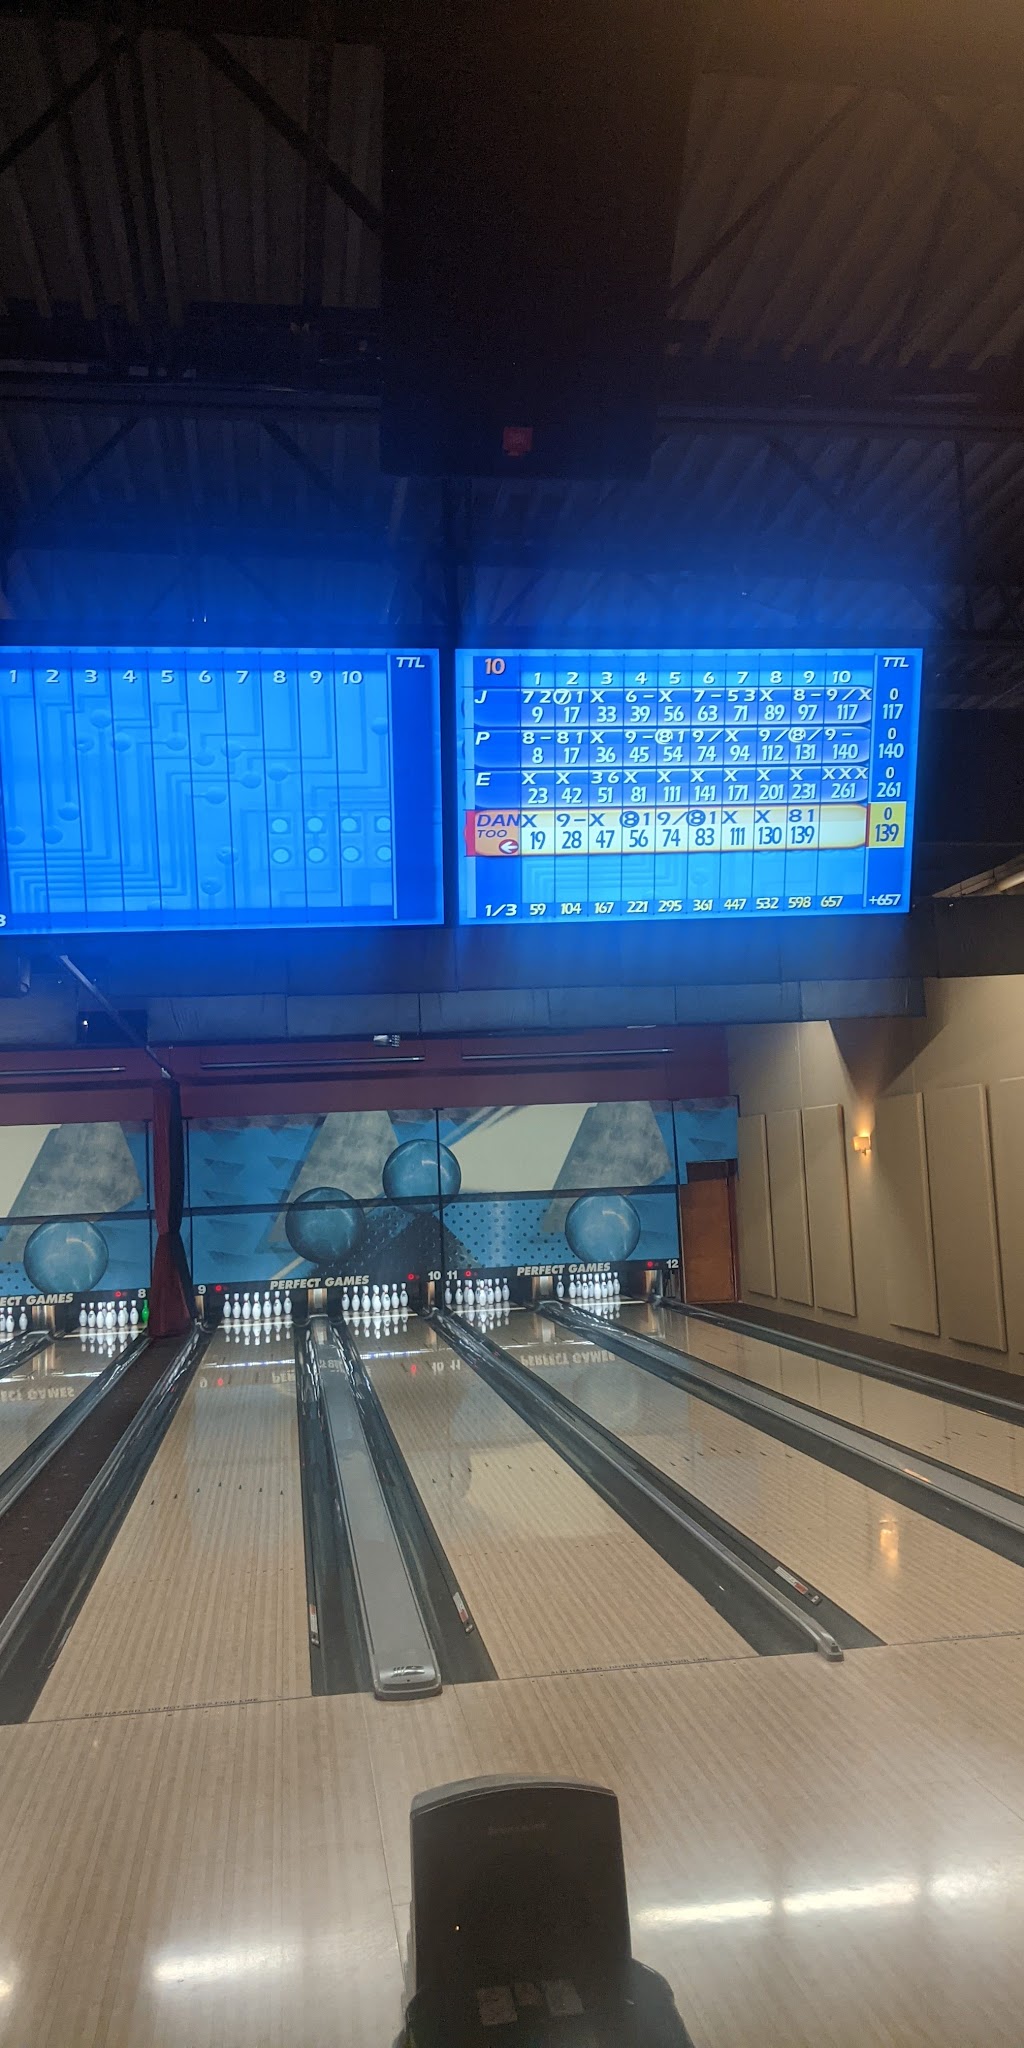 1 2 3 4 5 6 7 8 9 10 TTL
3
10 1 2 3 4 5 6 7 8 9 10 TTL
J 7 2 7 1 X 6 - X 7 - 5 3 X 8 - 9 / X 0
9 17 33 39 56 63 71 89 97 117 117
P 8 - 8 1 X 9 - 8 1 9 / X 9 / 8 / 9 - 0
8 17 36 45 54 74 94 112 131 140 140
E X X 3 6 X X X X X X X X X 0
23 42 51 81 111 141 171 201 231 261 261
DAN X 9 - X 8 1 9 / 8 1 X X 8 1 0
TOO 19 28 47 56 74 83 111 130 139 139
1/3 59 104 167 221 295 361 447 532 598 657 +657
ECT GAMES 8 9 PERFECT GAMES 10 11 PERFECT GAMES 12